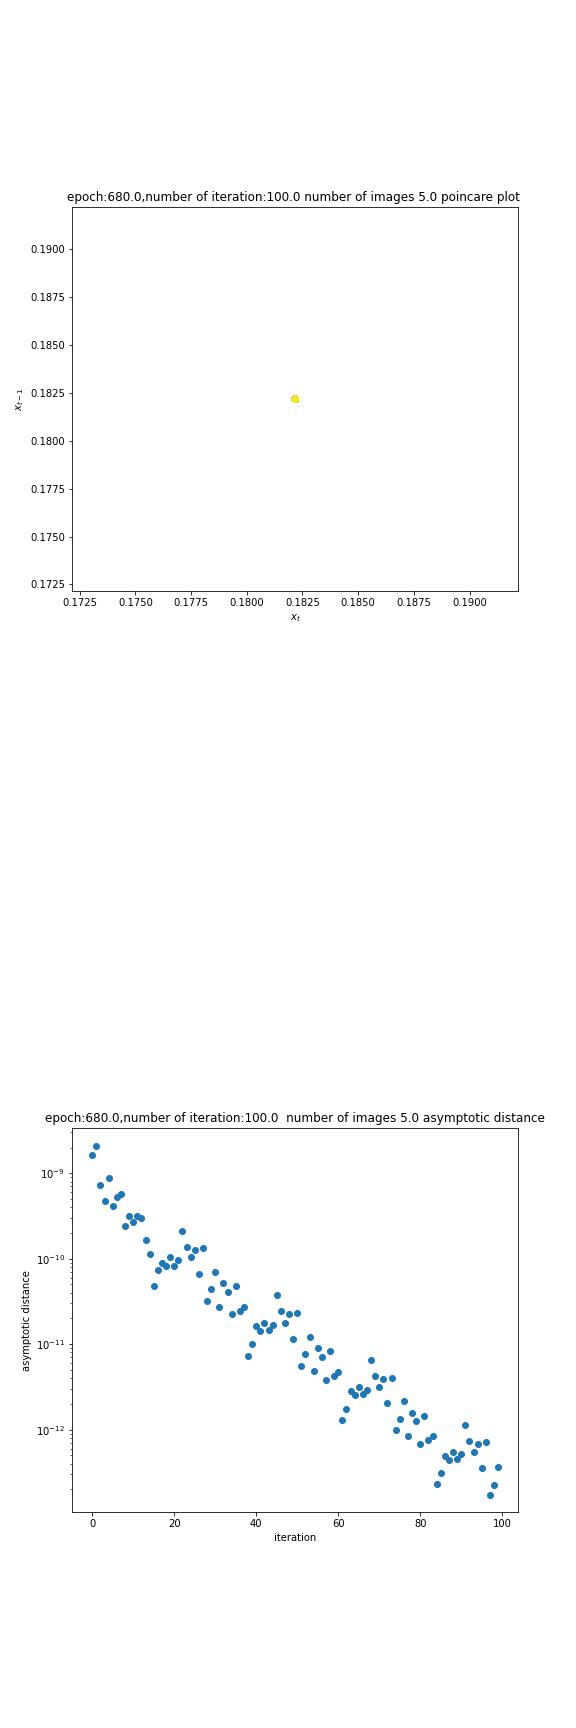 epoch:680.0,number of iteration:100.0 number of images 5.0 poincare plot
0.1900
0.1875
0.1850
0.1825
0.1800
0.1775
0.1750
0.1725
x_{t-1}
0.1725 0.1750 0.1775 0.1800 0.1825 0.1850 0.1875 0.1900
x_t
epoch:680.0,number of iteration:100.0  number of images 5.0 asymptotic distance
10⁻⁹
10⁻¹⁰
10⁻¹¹
10⁻¹²
asymptotic distance
0 20 40 60 80 100
iteration